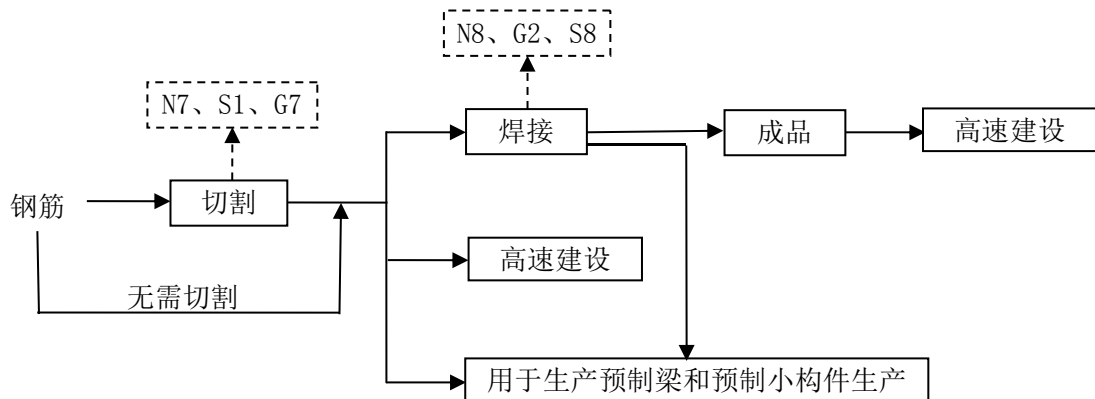 N8、G2、S8
N7、S1、G7
焊接
成品
高速建设
钢筋
切割
高速建设
无需切割
用于生产预制梁和预制小构件生产